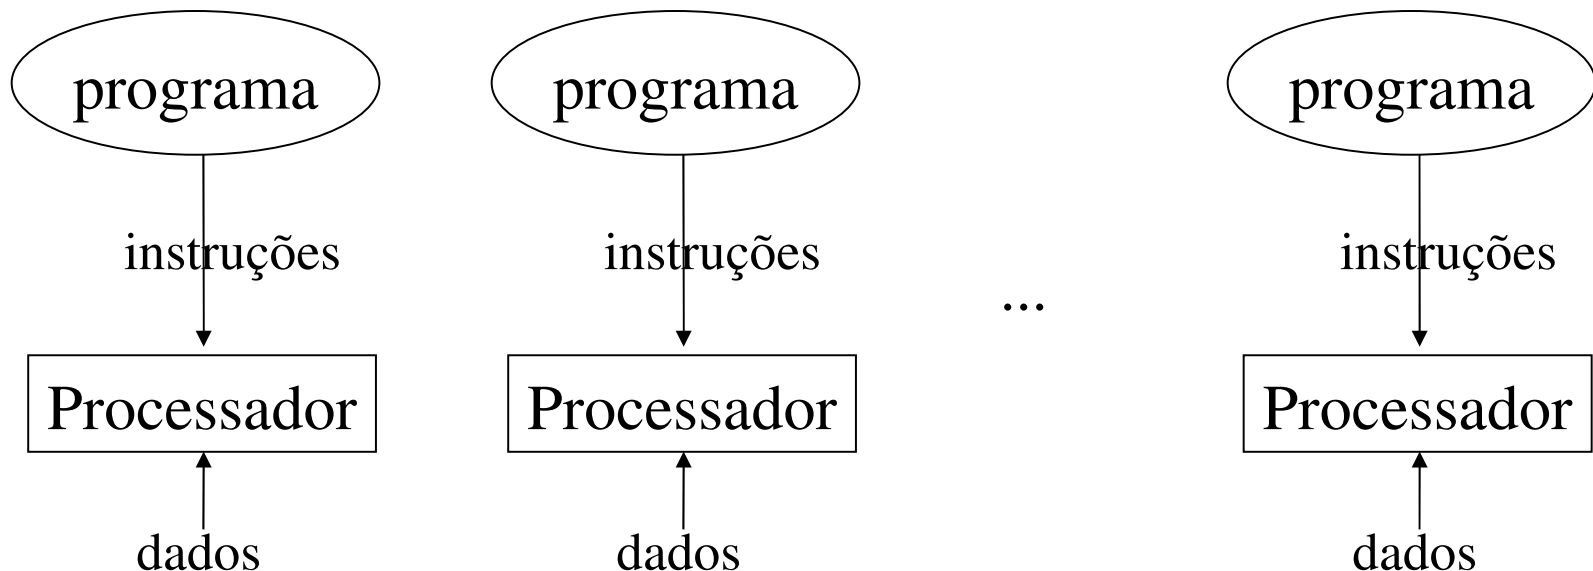 programa programa programa
instruções instruções instruções
...
Processador Processador Processador
dados dados dados